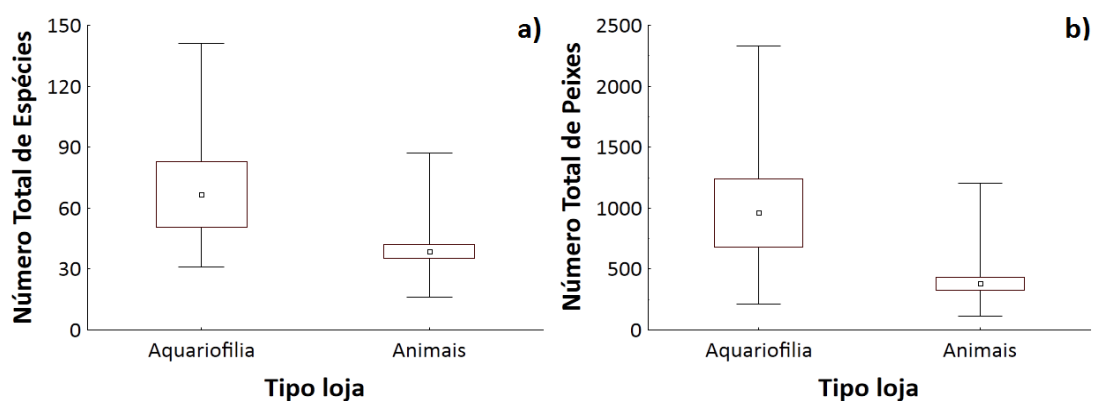 a)
Número Total de Espécies
150
120
90
60
30
0
Aquariofilia Animais
Tipo loja
b)
Número Total de Peixes
2500
2000
1500
1000
500
0
Aquariofilia Animais
Tipo loja